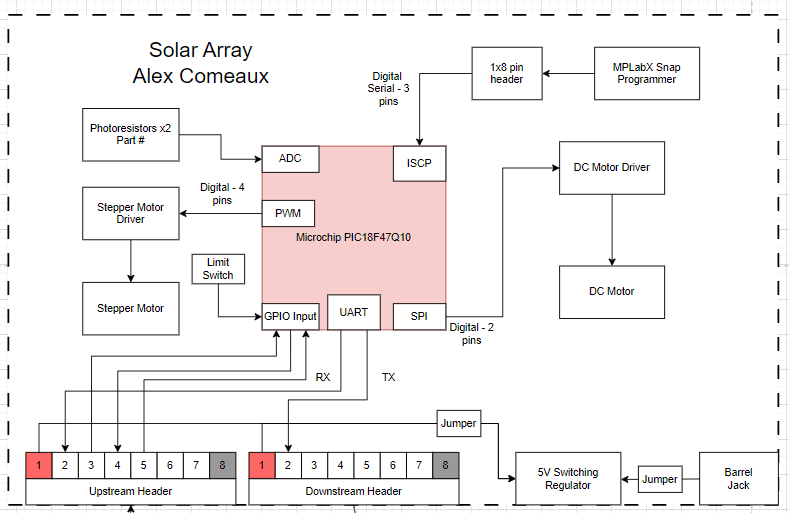 Solar Array
Alex Comeaux
Digital
Serial - 3
pins
1x8 pin
header
MPLabX Snap
Programmer
Photoresistors x2
Part #
ADC
ISCP
DC Motor Driver
Digital - 4
pins
Stepper Motor
Driver
PWM
Microchip PIC18F47Q10
Limit
Switch
DC Motor
Stepper Motor
GPIO Input
UART
SPI
Digital - 2
pins
RX
TX
Jumper
1 2 3 4 5 6 7 8
Upstream Header
1 2 3 4 5 6 7 8
Downstream Header
5V Switching
Regulator
Jumper
Barrel
Jack